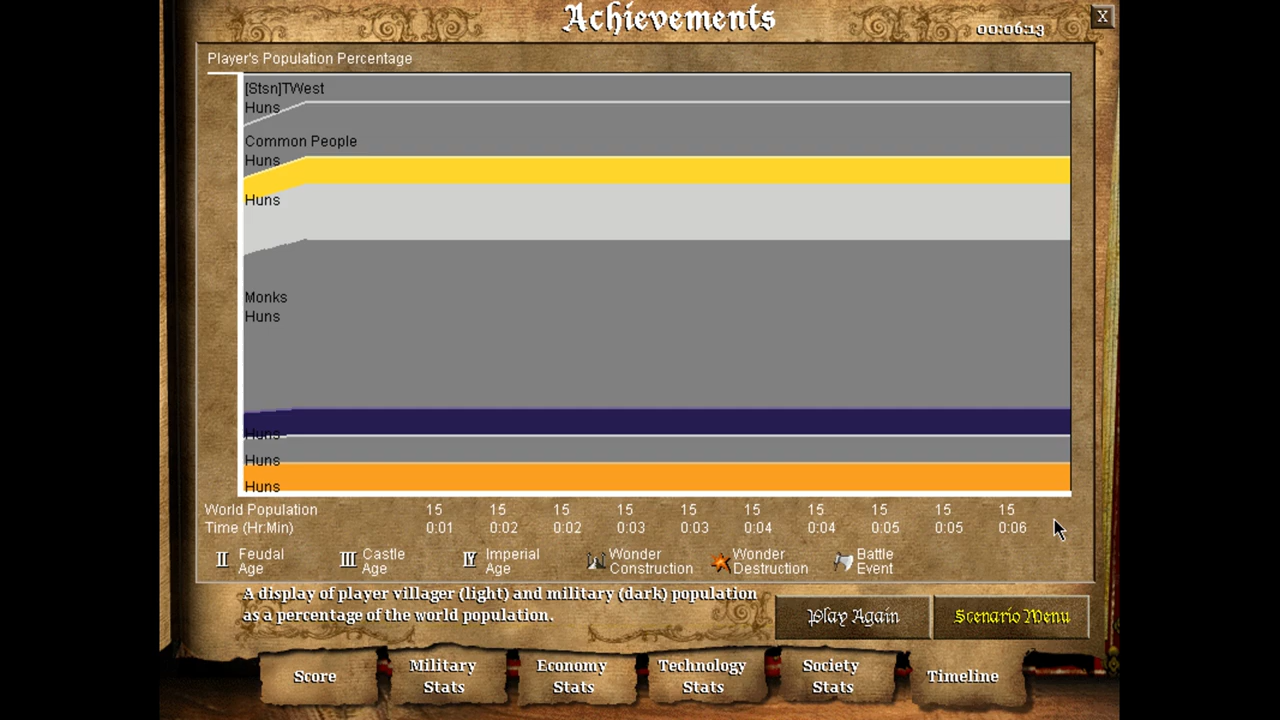 Achievements
00:06:13
X
Player's Population Percentage
[Stsn]TWest
Huns
Common People
Huns
Huns
Monks
Huns
Huns
Huns
Huns
World Population 15 15 15 15 15 15 15 15 15 15
Time (Hr:Min) 0:01 0:02 0:02 0:03 0:03 0:04 0:04 0:05 0:05 0:06
II Feudal Age
III Castle Age
IV Imperial Age
Wonder Construction
Wonder Destruction
Battle Event
A display of player villager (light) and military (dark) population
as a percentage of the world population.
Play Again
Scenario Menu
Score
Military Stats
Economy Stats
Technology Stats
Society Stats
Timeline